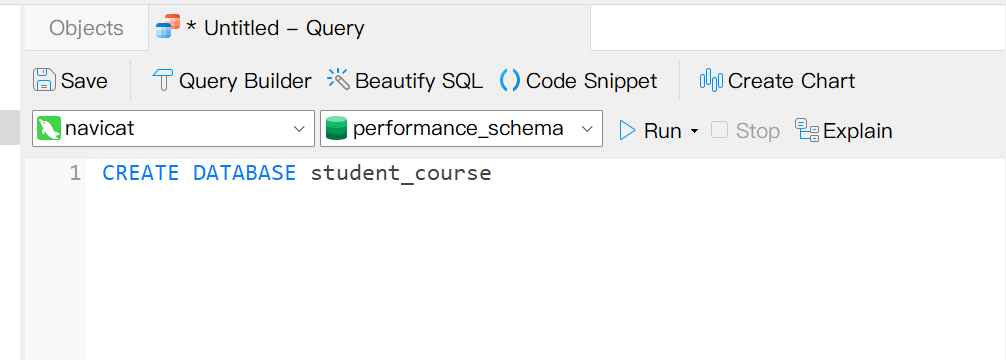 Objects * Untitled – Query
Save Query Builder Beautify SQL Code Snippet Create Chart
navicat performance_schema Run Stop Explain
1 CREATE DATABASE student_course